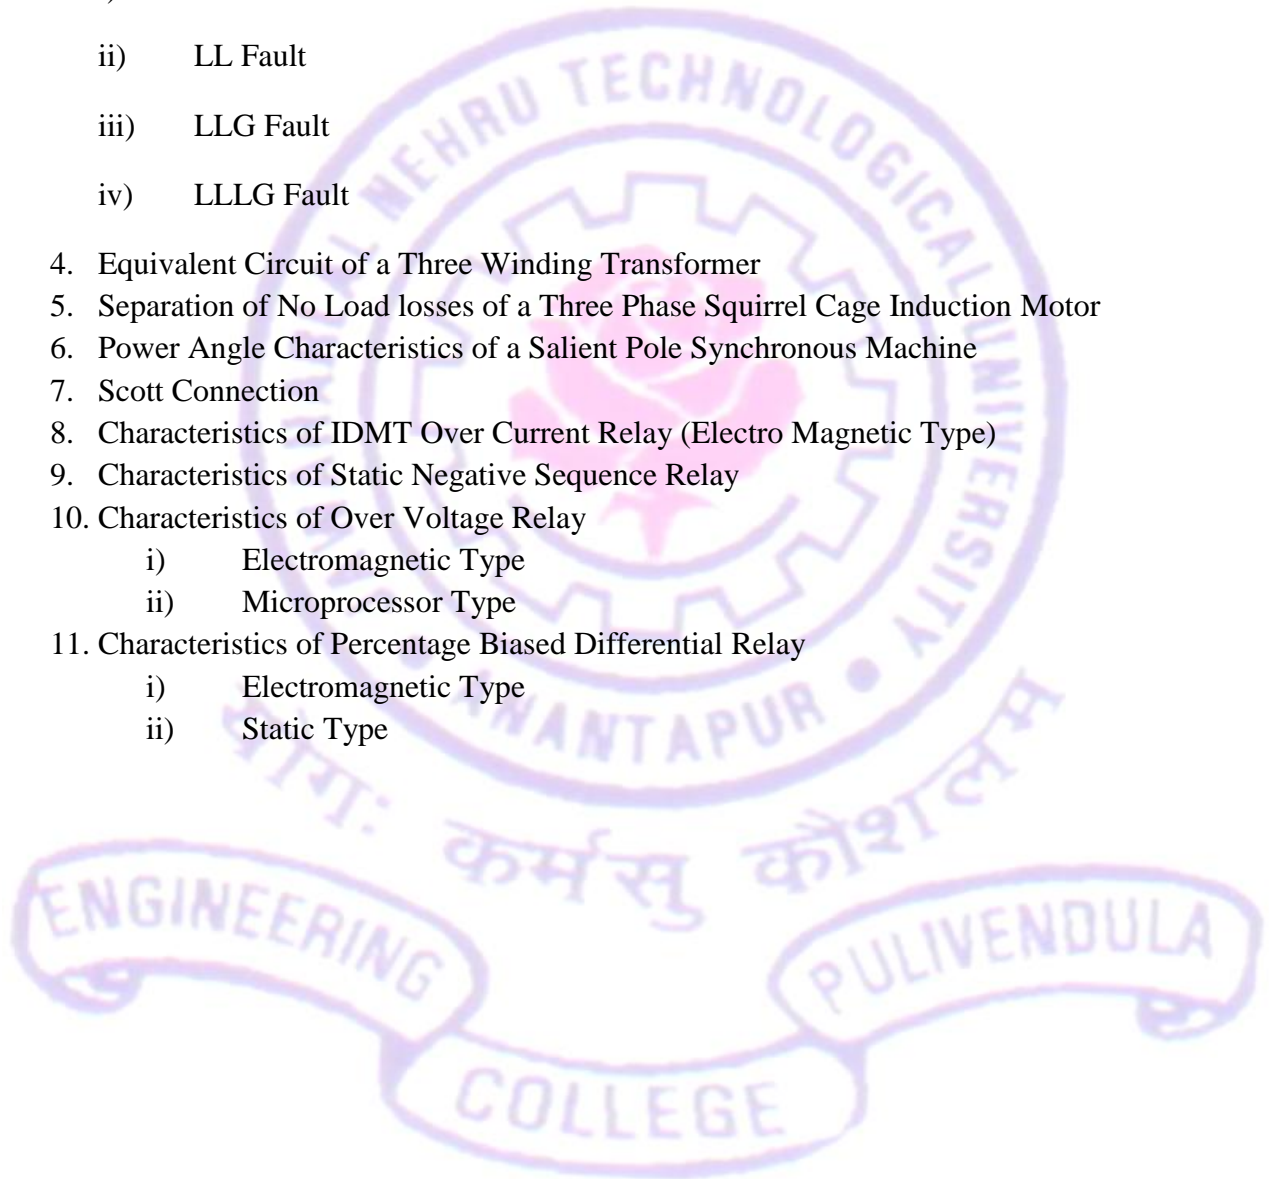 ii) LL Fault
iii) LLG Fault
iv) LLLG Fault
4. Equivalent Circuit of a Three Winding Transformer
5. Separation of No Load losses of a Three Phase Squirrel Cage Induction Motor
6. Power Angle Characteristics of a Salient Pole Synchronous Machine
7. Scott Connection
8. Characteristics of IDMT Over Current Relay (Electro Magnetic Type)
9. Characteristics of Static Negative Sequence Relay
10. Characteristics of Over Voltage Relay
i) Electromagnetic Type
ii) Microprocessor Type
11. Characteristics of Percentage Biased Differential Relay
i) Electromagnetic Type
ii) Static Type
JAWAHARLAL NEHRU TECHNOLOGICAL UNIVERSITY
ANANTAPUR
कर्मसु कौशलम
ENGINEERING
COLLEGE
PULIVENDULA